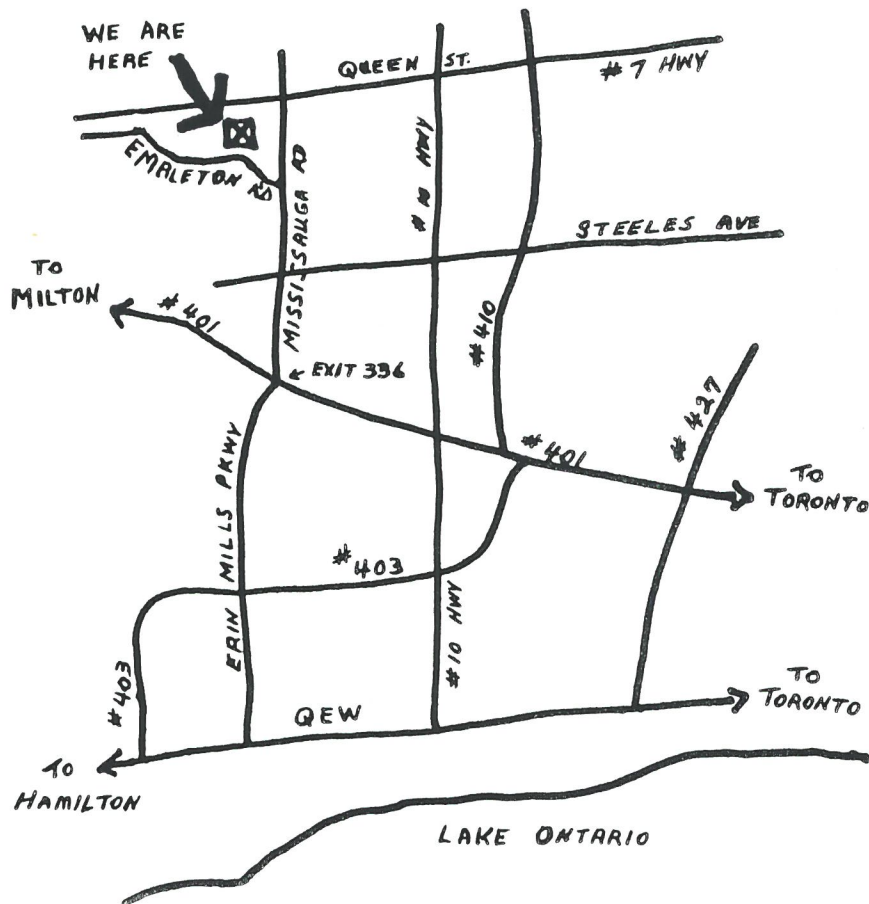 WE ARE
HERE
QUEEN ST.
# 7 HWY
EMBLETON RD
MISSISSAUGA RD
# 10 HWY
STEELES AVE
TO
MILTON
# 401
# 410
EXIT 336
# 427
# 401
TO
TORONTO
ERIN MILLS PKWY
# 403
# 10 HWY
# 403
QEW
TO
TORONTO
TO
HAMILTON
LAKE ONTARIO